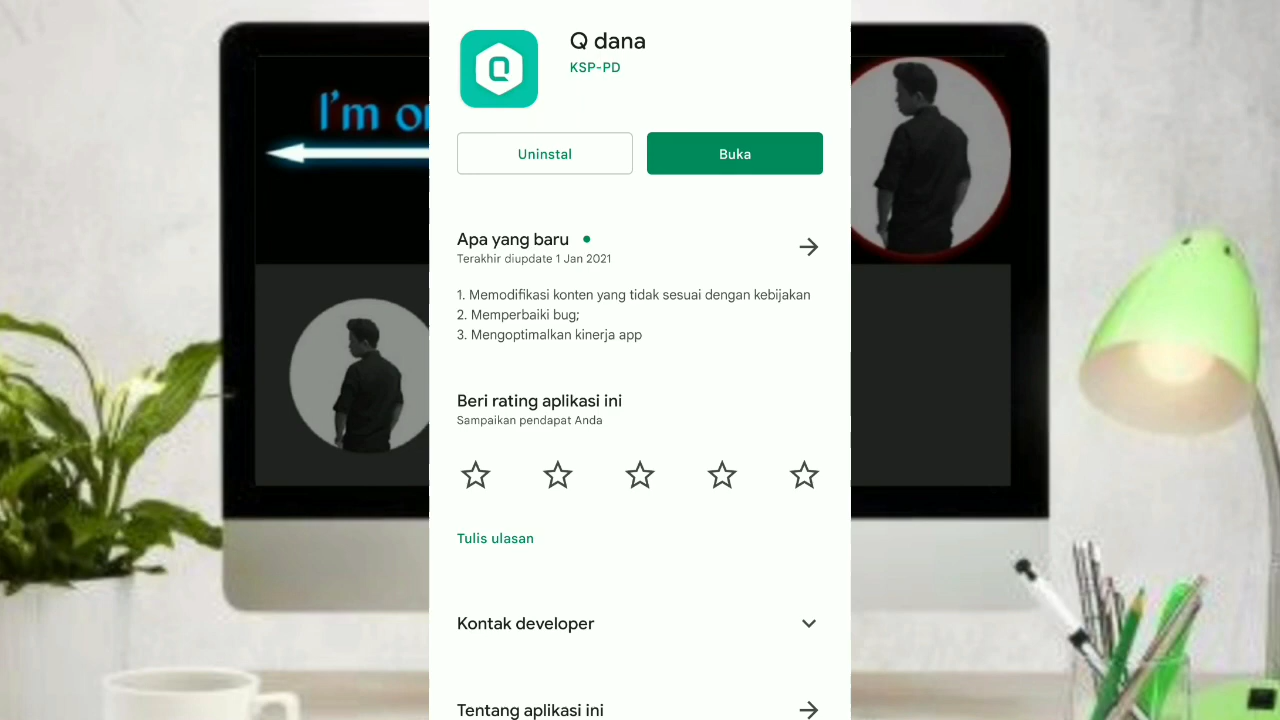 Q dana
KSP-PD
Uninstal
Buka
Apa yang baru
Terakhir diupdate 1 Jan 2021
1. Memodifikasi konten yang tidak sesuai dengan kebijakan
2. Memperbaiki bug;
3. Mengoptimalkan kinerja app
Beri rating aplikasi ini
Sampaikan pendapat Anda
Tulis ulasan
Kontak developer
Tentang aplikasi ini
I'm